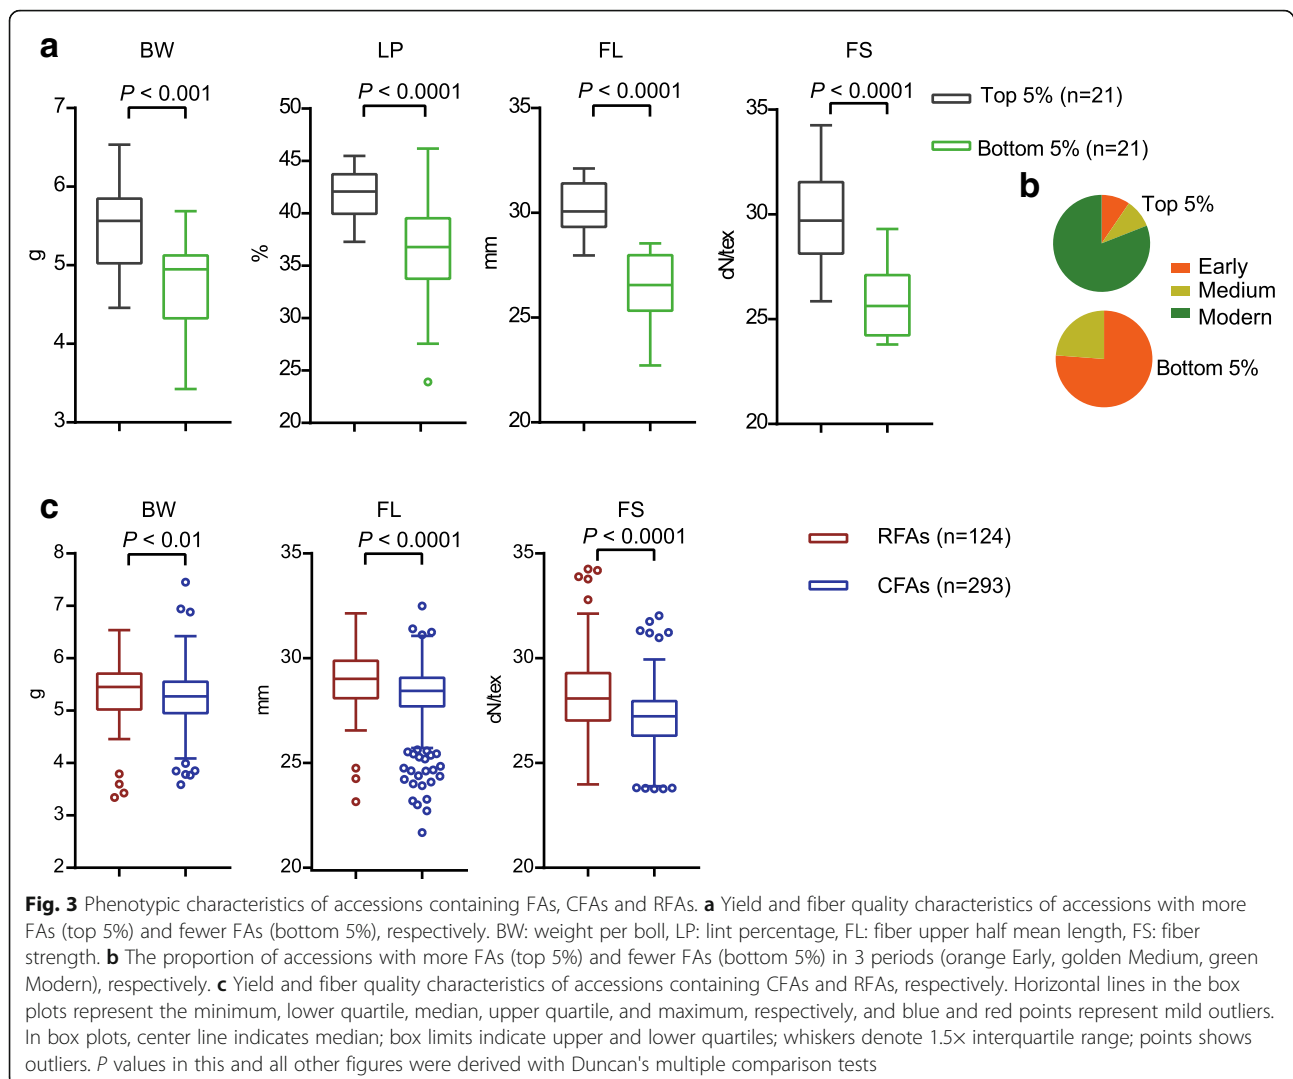 a
BW
LP
FL
FS
P < 0.001
P < 0.0001
P < 0.0001
P < 0.0001
7
6
5
4
3
g
50
45
40
35
30
25
20
%
35
30
25
20
mm
35
30
25
20
dN/tex
Top 5% (n=21)
Bottom 5% (n=21)
b
Top 5%
Early
Medium
Modern
Bottom 5%
c
BW
FL
FS
P < 0.01
P < 0.0001
P < 0.0001
8
7
6
5
4
3
2
g
35
30
25
20
mm
35
30
25
20
dN/tex
RFAs (n=124)
CFAs (n=293)
Fig. 3 Phenotypic characteristics of accessions containing FAs, CFAs and RFAs. a Yield and fiber quality characteristics of accessions with more
FAs (top 5%) and fewer FAs (bottom 5%), respectively. BW: weight per boll, LP: lint percentage, FL: fiber upper half mean length, FS: fiber
strength. b The proportion of accessions with more FAs (top 5%) and fewer FAs (bottom 5%) in 3 periods (orange Early, golden Medium, green
Modern), respectively. c Yield and fiber quality characteristics of accessions containing CFAs and RFAs, respectively. Horizontal lines in the box
plots represent the minimum, lower quartile, median, upper quartile, and maximum, respectively, and blue and red points represent mild outliers.
In box plots, center line indicates median; box limits indicate upper and lower quartiles; whiskers denote 1.5× interquartile range; points shows
outliers. P values in this and all other figures were derived with Duncan's multiple comparison tests